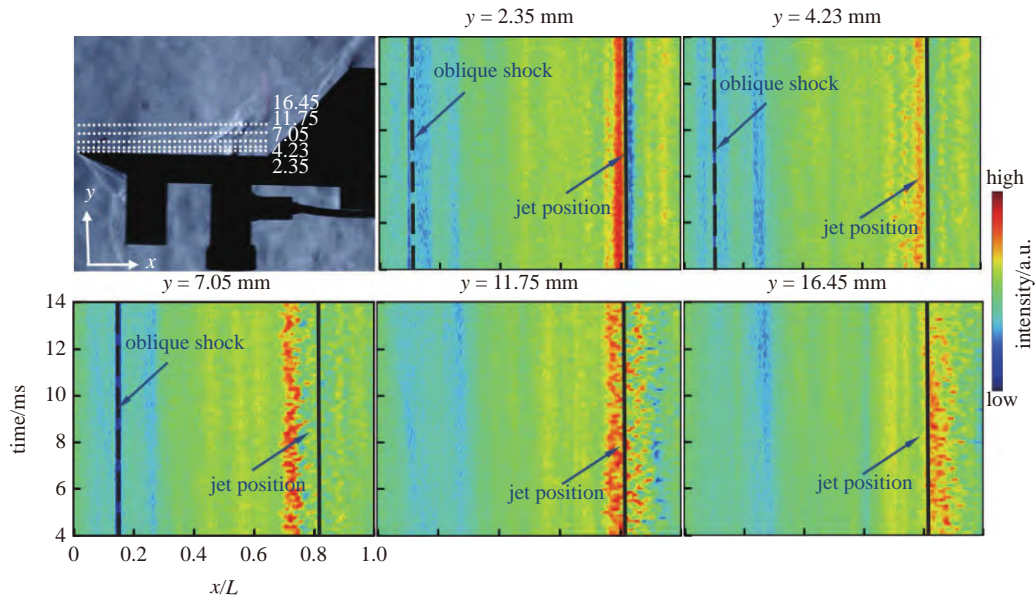 y = 2.35 mm
y = 4.23 mm
16.45
11.75
7.05
4.23
2.35
y
x
oblique shock
jet position
oblique shock
jet position
high
intensity/a.u.
low
y = 7.05 mm
y = 11.75 mm
y = 16.45 mm
14
12
10
8
6
4
time/ms
oblique shock
jet position
jet position
jet position
0
0.2
0.4
0.6
0.8
1.0
x/L